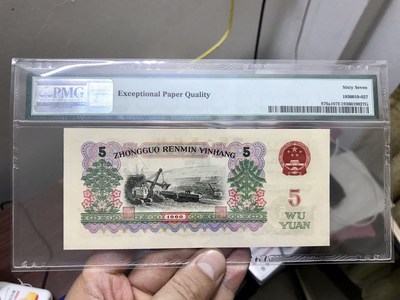 PMG
Exceptional Paper Quality
Sixty Seven
5
5
ZHONGGUO RENMIN YINHANG
5
1960
WU
YUAN